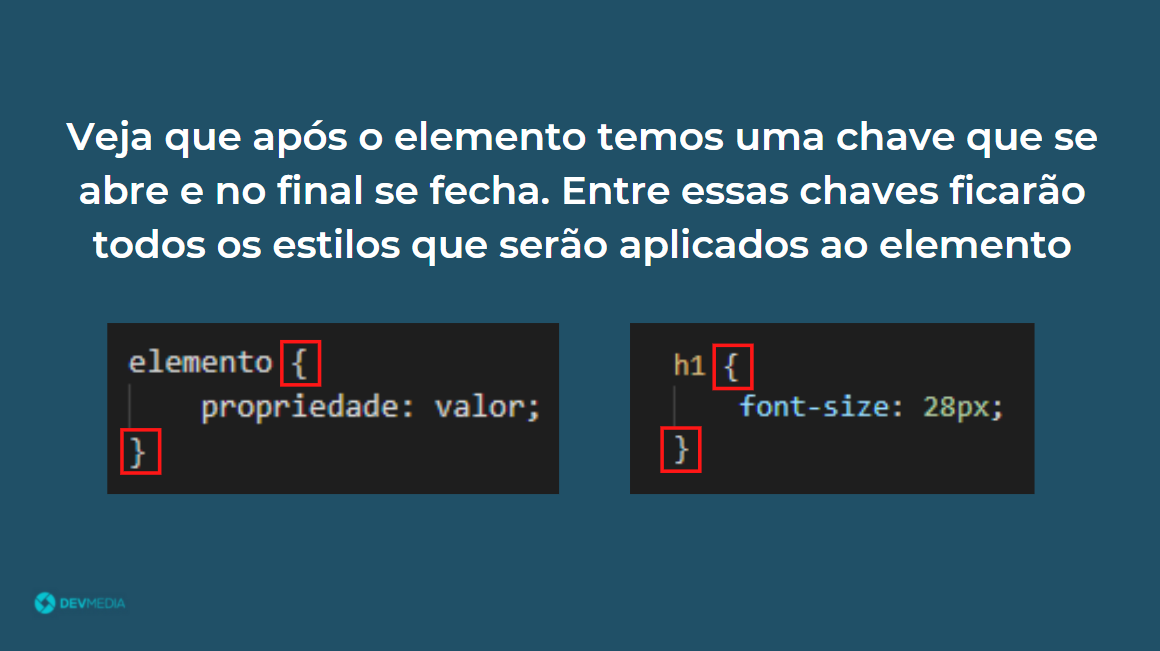 Veja que após o elemento temos uma chave que se
abre e no final se fecha. Entre essas chaves ficarão
todos os estilos que serão aplicados ao elemento
elemento {
propriedade: valor;
}
h1 {
font-size: 28px;
}
DEVMEDIA